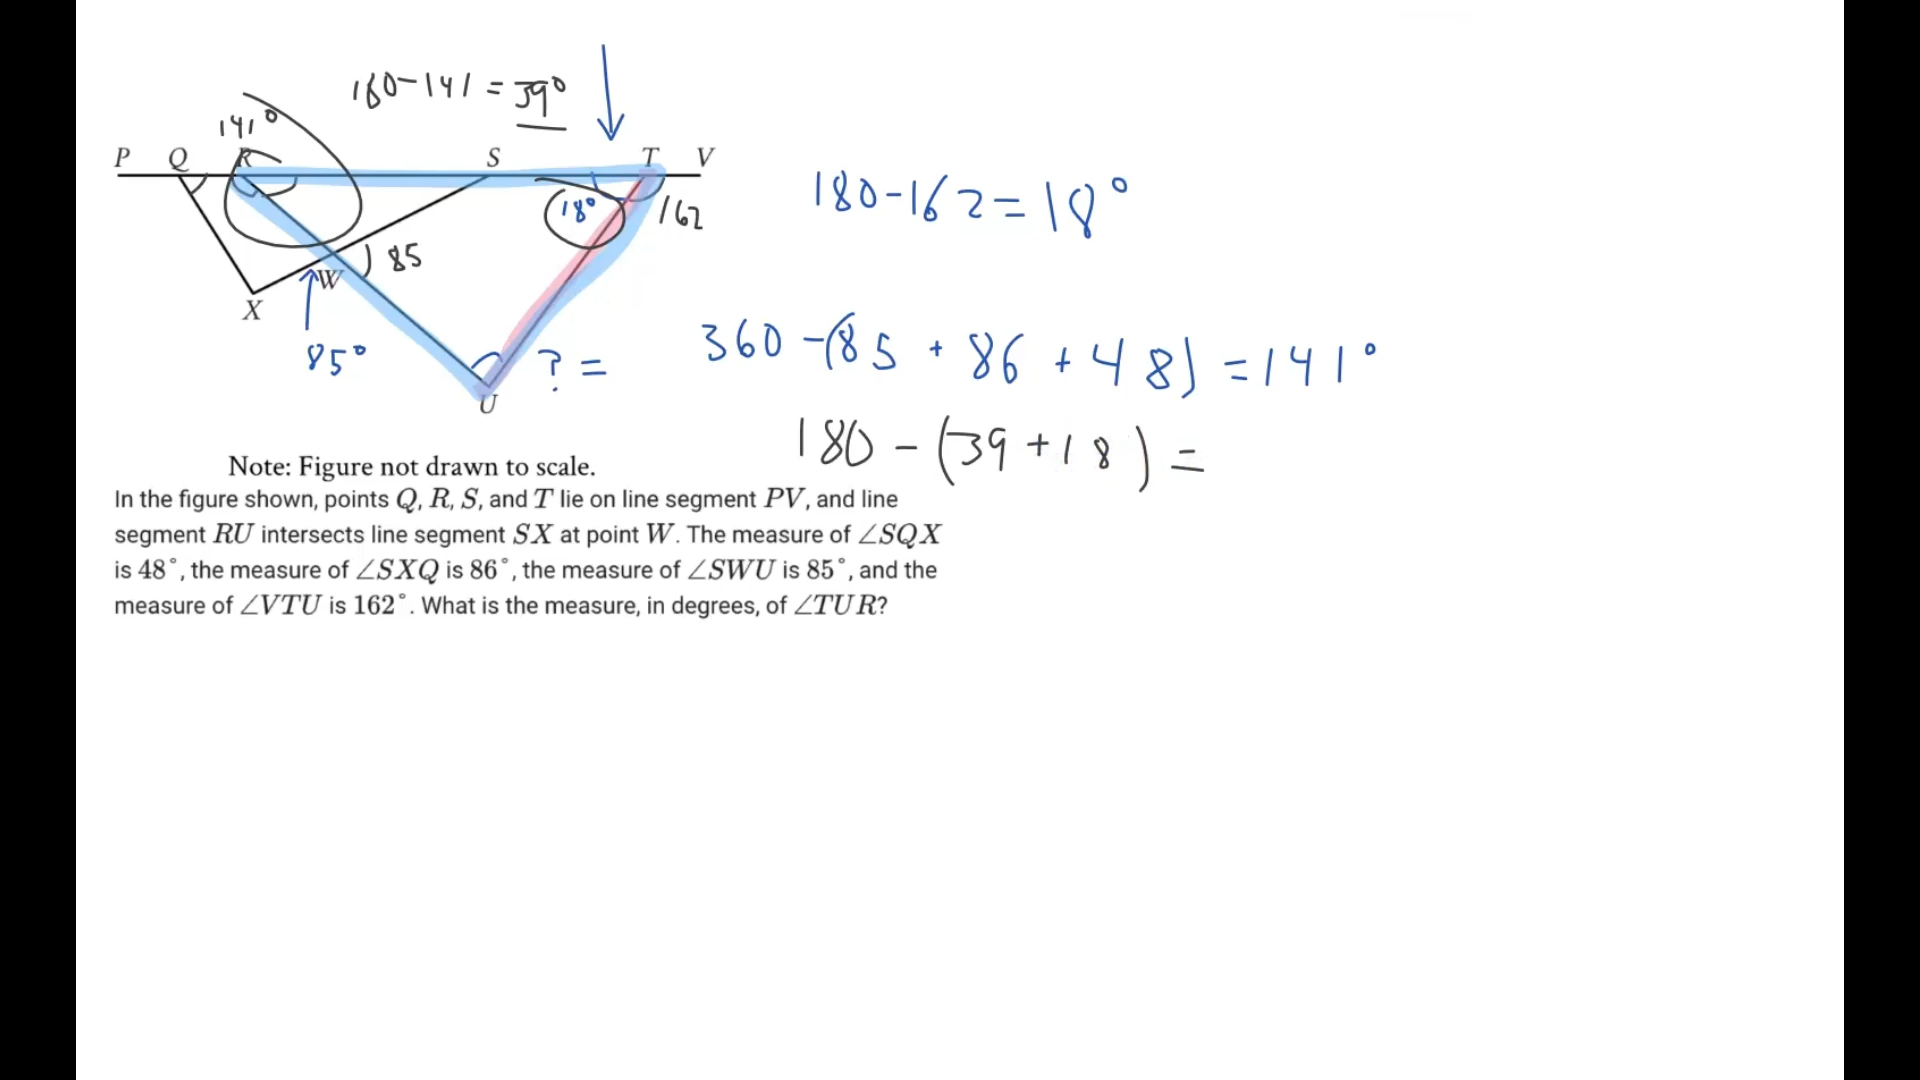 180-141 = 39°
141°
P Q R S T V
180-162=18°
18°
162
85
W
X
85°
? =
360 -(85 + 86 + 48) = 141°
U
180 - (39 + 18) =
Note: Figure not drawn to scale.
In the figure shown, points Q, R, S, and T lie on line segment PV, and line
segment RU intersects line segment SX at point W. The measure of ∠SQX
is 48°, the measure of ∠SXQ is 86°, the measure of ∠SWU is 85°, and the
measure of ∠VTU is 162°. What is the measure, in degrees, of ∠TUR?